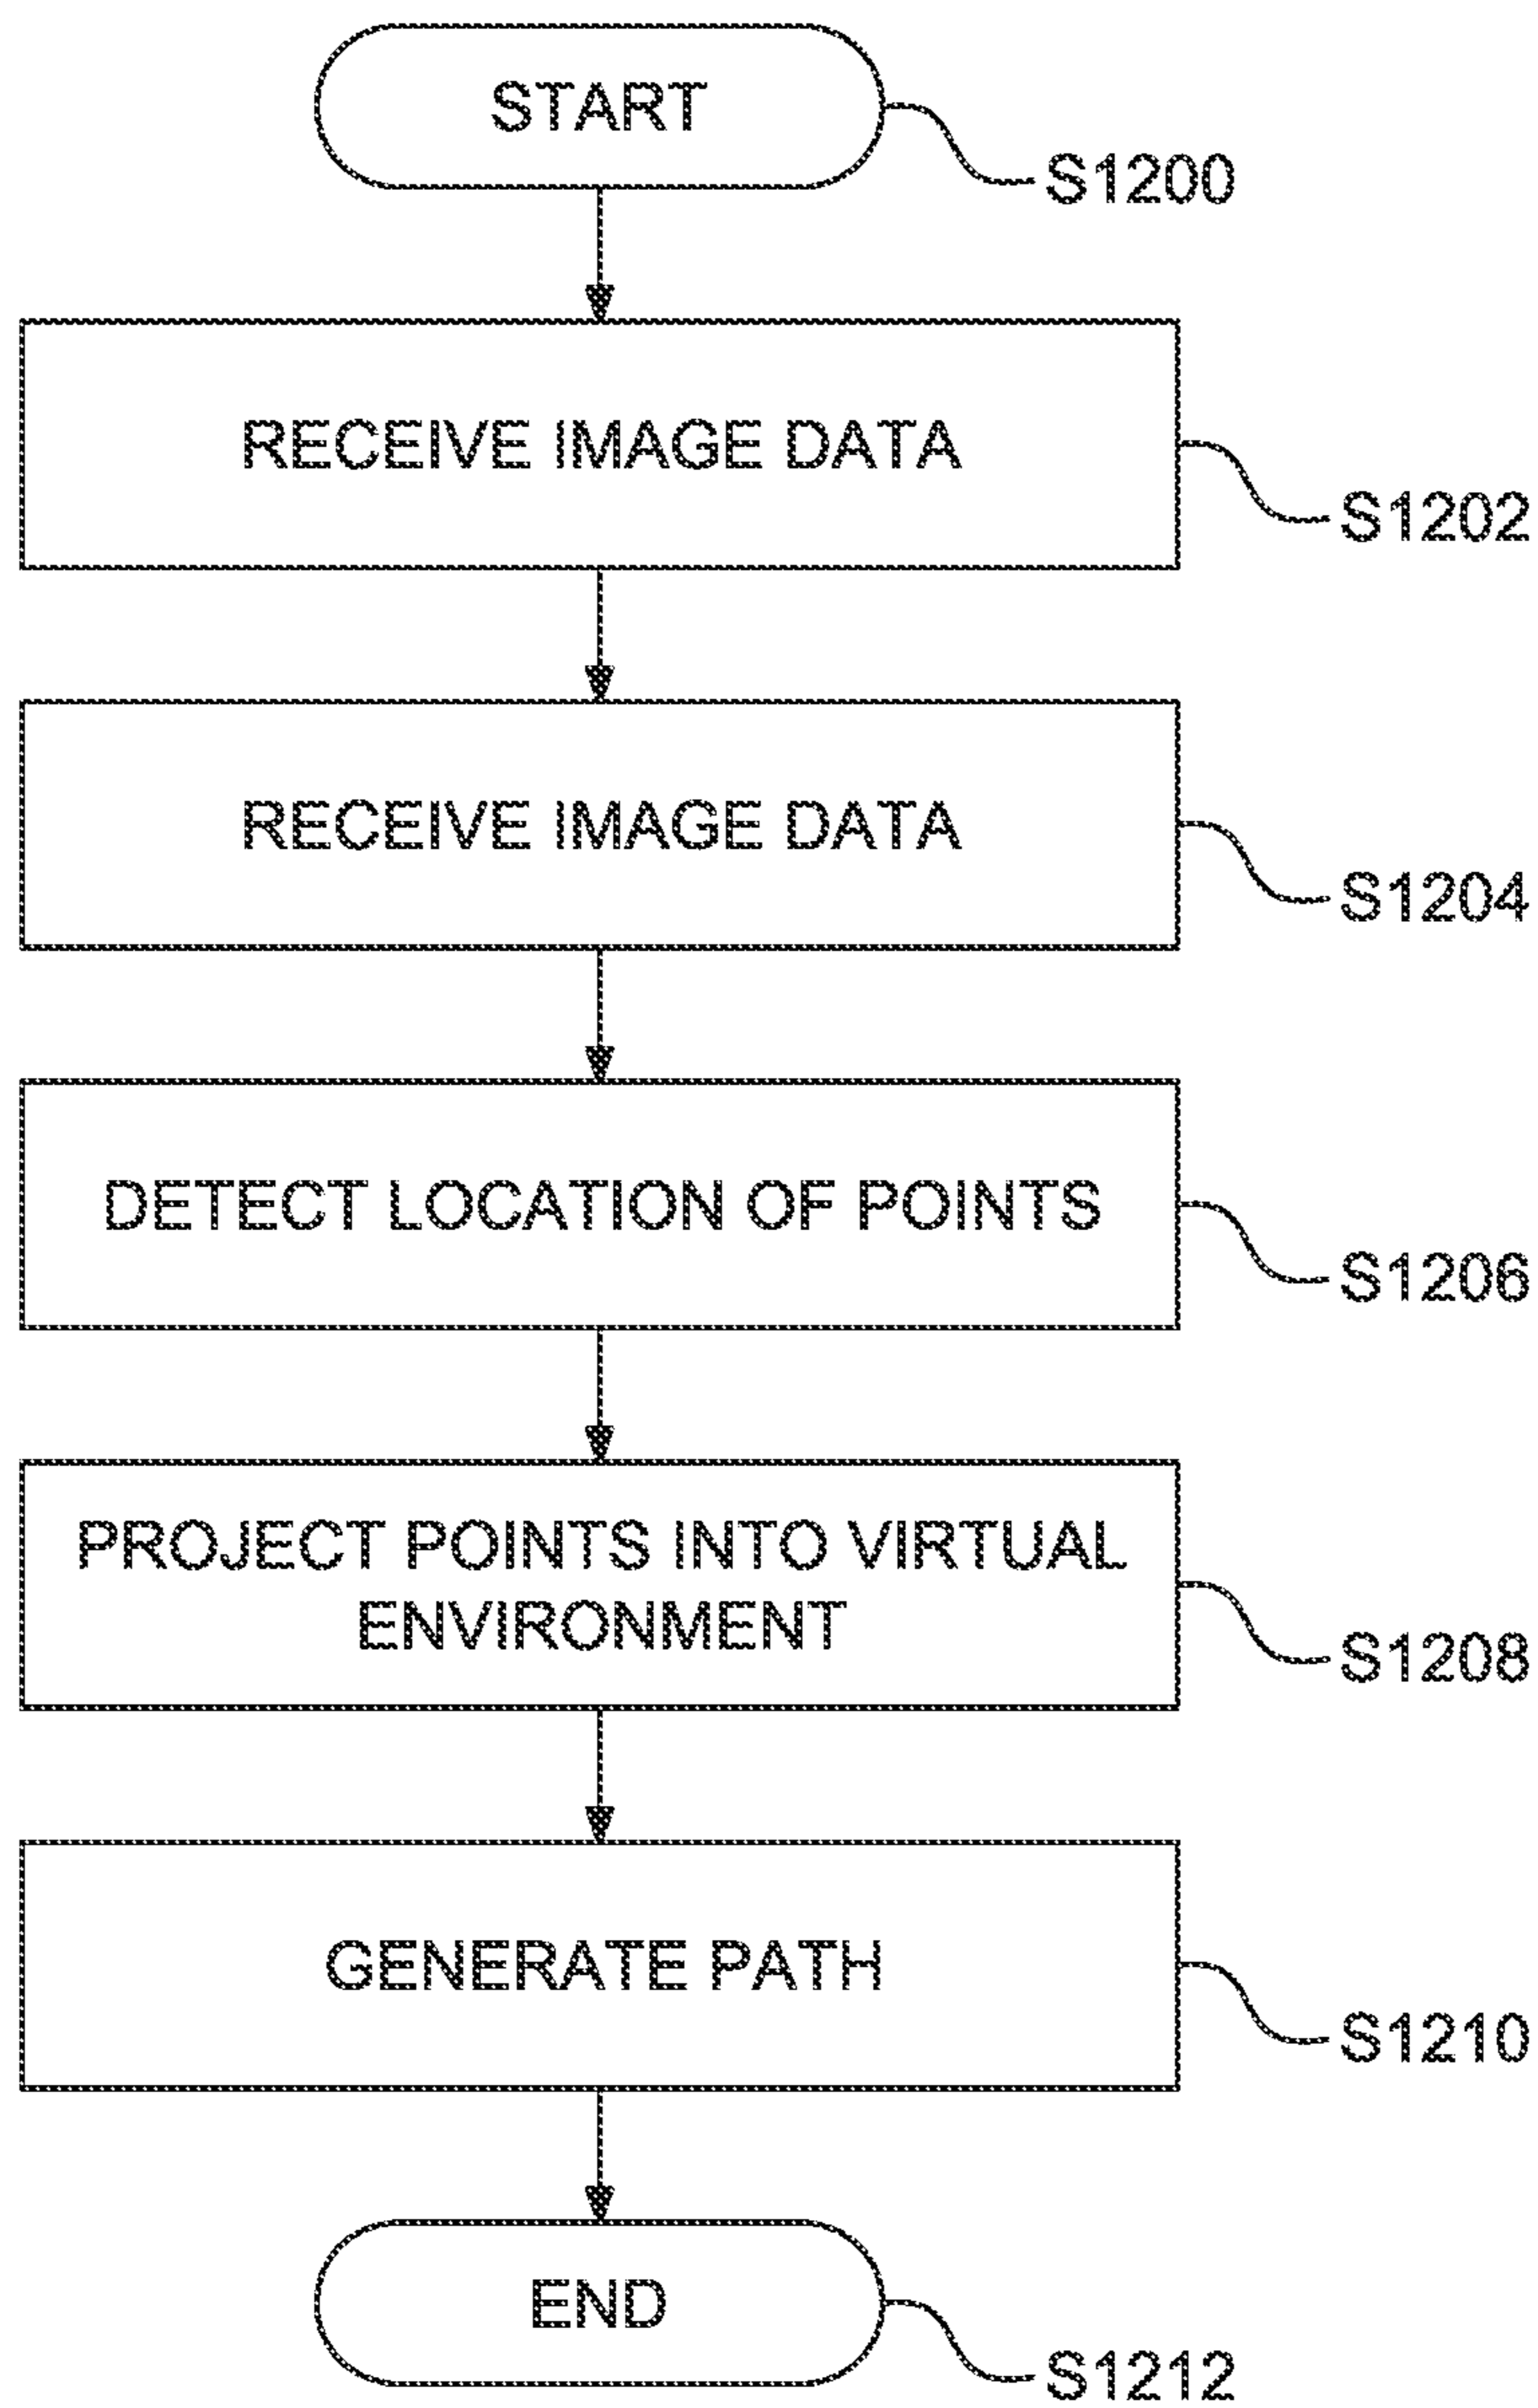 START
S1200
RECEIVE IMAGE DATA
S1202
RECEIVE IMAGE DATA
S1204
DETECT LOCATION OF POINTS
S1206
PROJECT POINTS INTO VIRTUAL
ENVIRONMENT
S1208
GENERATE PATH
S1210
END
S1212